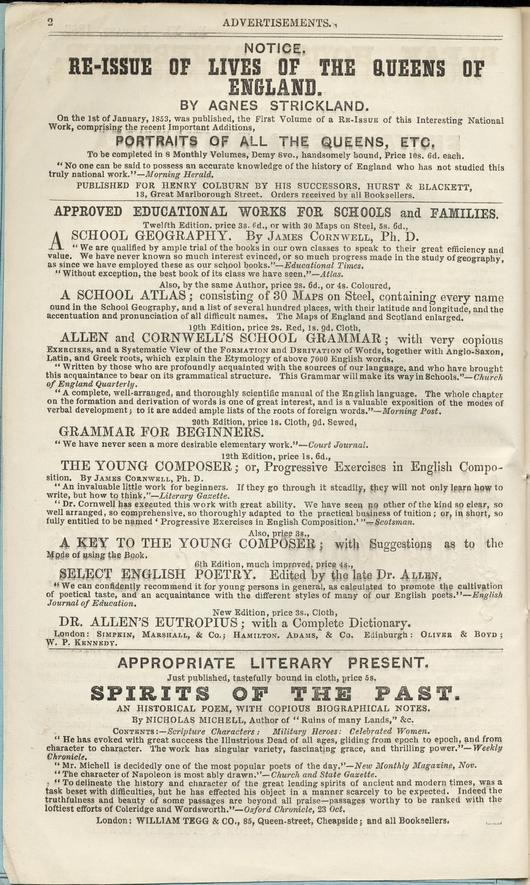 2 ADVERTISEMENTS.
NOTICE.
RE-ISSUE OF LIVES OF THE QUEENS OF
ENGLAND.
BY AGNES STRICKLAND.
On the 1st of January, 1853, was published, the First Volume of a RE-ISSUE of this Interesting National
Work, comprising the recent Important Additions,
PORTRAITS OF ALL THE QUEENS, ETC.
To be completed in 8 Monthly Volumes, Demy 8vo., handsomely bound, Price 10s. 6d. each.
"No one can be said to possess an accurate knowledge of the history of England who has not studied this
truly national work."—Morning Herald.
PUBLISHED FOR HENRY COLBURN BY HIS SUCCESSORS, HURST & BLACKETT,
13, Great Marlborough Street. Orders received by all Booksellers.
APPROVED EDUCATIONAL WORKS FOR SCHOOLS and FAMILIES.
Twelfth Edition, price 3s. 6d., or with 30 Maps on Steel, 5s. 6d.,
A SCHOOL GEOGRAPHY. By JAMES CORNWELL, Ph. D.
"We are qualified by ample trial of the books in our own classes to speak to their great efficiency and
value. We have never known so much interest evinced, or so much progress made in the study of geography,
as since we have employed these as our school books."—Educational Times.
"Without exception, the best book of its class we have seen."—Atlas.
Also, by the same Author, price 2s. 6d., or 4s. Coloured,
A SCHOOL ATLAS; consisting of 30 MAPS on Steel, containing every name
ound in the School Geography, and a list of several hundred places, with their latitude and longitude, and the
accentuation and pronunciation of all difficult names. The Maps of England and Scotland enlarged.
19th Edition, price 2s. Red, 1s. 9d. Cloth,
ALLEN and CORNWELL'S SCHOOL GRAMMAR; with very copious
EXERCISES, and a Systematic View of the FORMATION and DERIVATION of Words, together with Anglo-Saxon,
Latin, and Greek roots, which explain the Etymology of above 7000 English words.
"Written by those who are profoundly acquainted with the sources of our language, and who have brought
this acquaintance to bear on its grammatical structure. This Grammar will make its way in Schools."—Church
of England Quarterly.
"A complete, well-arranged, and thoroughly scientific manual of the English language. The whole chapter
on the formation and derivation of words is one of great interest, and is a valuable exposition of the modes of
verbal development; to it are added ample lists of the roots of foreign words."—Morning Post.
20th Edition, price 1s. Cloth, 9d. Sewed,
GRAMMAR FOR BEGINNERS.
"We have never seen a more desirable elementary work."—Court Journal.
12th Edition, price 1s. 6d.,
THE YOUNG COMPOSER; or, Progressive Exercises in English Compo-
sition. By JAMES CORNWELL, Ph. D.
"An invaluable little work for beginners. If they go through it steadily, they will not only learn how to
write, but how to think."—Literary Gazette.
"Dr. Cornwell has executed this work with great ability. We have seen no other of the kind so clear, so
well arranged, so comprehensive, so thoroughly adapted to the practical business of tuition; or, in short, so
fully entitled to be named 'Progressive Exercises in English Composition.'"—Scotsman.
Also, price 3s.,
A KEY TO THE YOUNG COMPOSER; with Suggestions as to the
Mode of using the Book.
6th Edition, much improved, price 4s.,
SELECT ENGLISH POETRY. Edited by the late Dr. ALLEN.
"We can confidently recommend it for young persons in general, as calculated to promote the cultivation
of poetical taste, and an acquaintance with the different styles of many of our English poets."—English
Journal of Education.
New Edition, price 3s., Cloth,
DR. ALLEN'S EUTROPIUS; with a Complete Dictionary.
London: SIMPKIN, MARSHALL, & Co.; HAMILTON. ADAMS, & Co. Edinburgh: OLIVER & BOYD;
W. P. KENNEDY.
APPROPRIATE LITERARY PRESENT.
Just published, tastefully bound in cloth, price 5s.
SPIRITS OF THE PAST.
AN HISTORICAL POEM, WITH COPIOUS BIOGRAPHICAL NOTES.
By NICHOLAS MICHELL, Author of "Ruins of many Lands," &c.
CONTENTS:—Scripture Characters: Military Heroes: Celebrated Women.
"He has evoked with great success the Illustrious Dead of all ages, gliding from epoch to epoch, and from
character to character. The work has singular variety, fascinating grace, and thrilling power."—Weekly
Chronicle.
"Mr. Michell is decidedly one of the most popular poets of the day."—New Monthly Magazine, Nov.
"The character of Napoleon is most ably drawn."—Church and State Gazette.
"To delineate the history and character of the great leading spirits of ancient and modern times, was a
task beset with difficulties, but he has effected his object in a manner scarcely to be expected. Indeed the
truthfulness and beauty of some passages are beyond all praise—passages worthy to be ranked with the
loftiest efforts of Coleridge and Wordsworth."—Oxford Chronicle, 23 Oct.
London: WILLIAM TEGG & CO., 85, Queen-street, Cheapside; and all Booksellers.